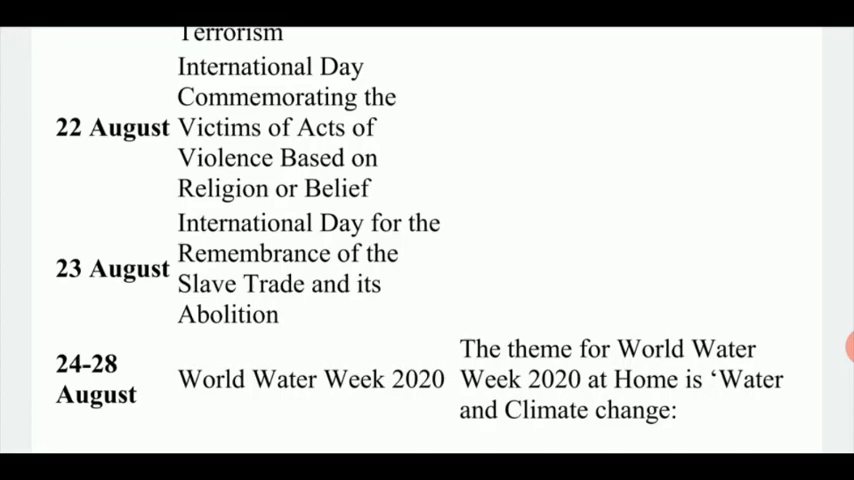 Terrorism
International Day
Commemorating the
22 August Victims of Acts of
Violence Based on
Religion or Belief
International Day for the
Remembrance of the
23 August
Slave Trade and its
Abolition
The theme for World Water
24-28
World Water Week 2020 Week 2020 at Home is ‘Water
August
and Climate change: